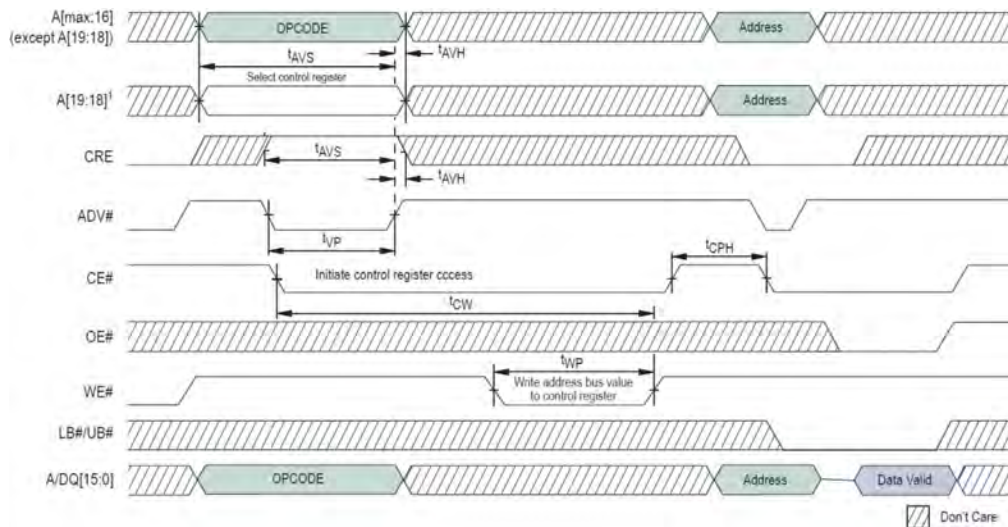 A[max:16]
(except A[19:18])
OPCODE
Address
tAVS
tAVH
Select control register
A[19:18]1
Address
CRE
tAVS
tAVH
ADV#
tVP
tCPH
CE#
Initiate control register cccess
tCW
OE#
tWP
WE#
Write address bus value
to control register
LB#/UB#
A/DQ[15:0]
OPCODE
Address
Data Valid
Don't Care